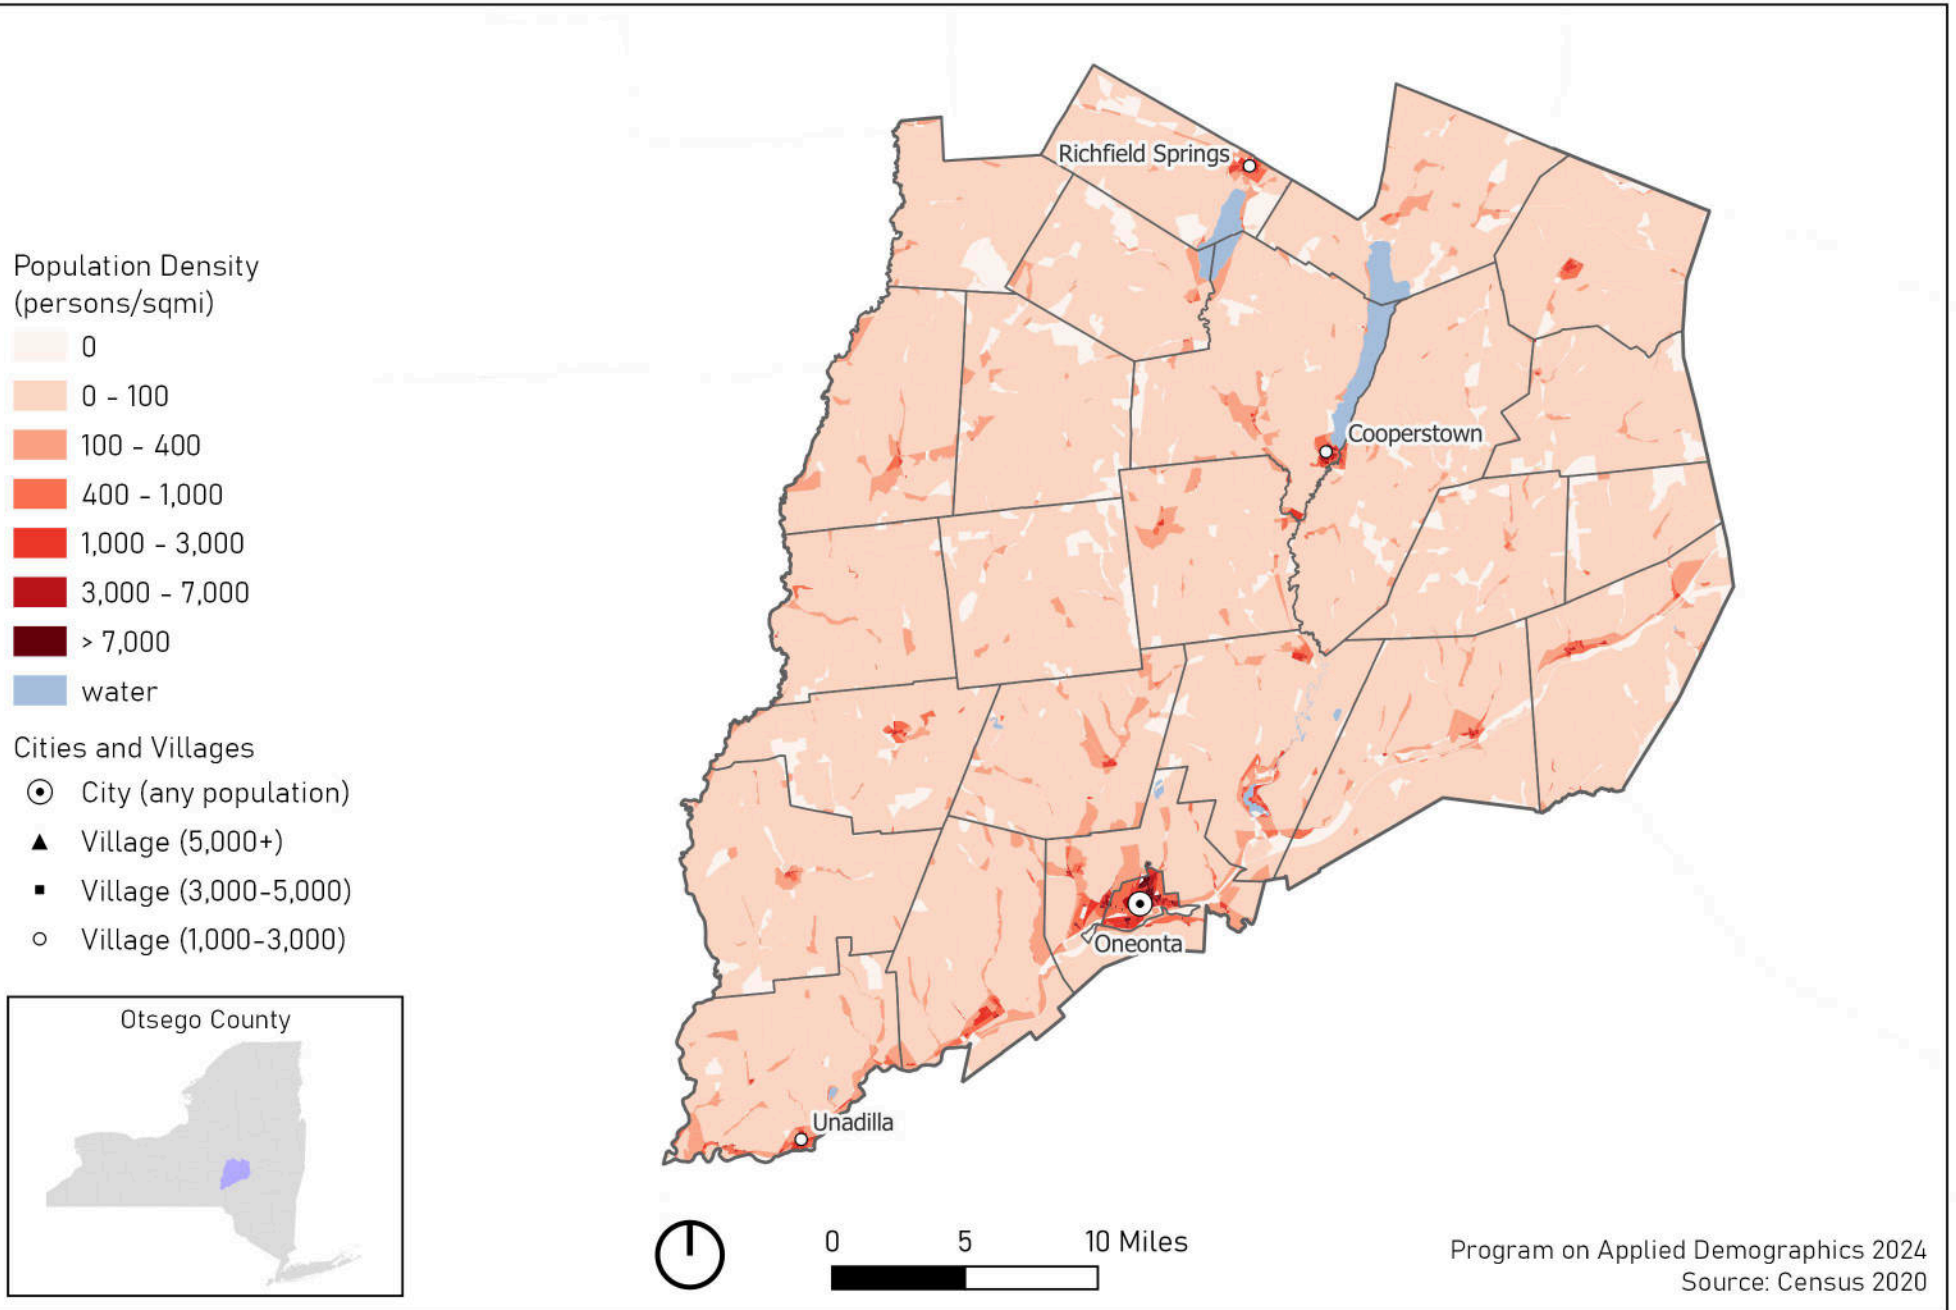 Population Density
(persons/sqmi)
0
0 - 100
100 - 400
400 - 1,000
1,000 - 3,000
3,000 - 7,000
> 7,000
water
Cities and Villages
City (any population)
Village (5,000+)
Village (3,000-5,000)
Village (1,000-3,000)
Otsego County
Richfield Springs
Cooperstown
Oneonta
Unadilla
0 5 10 Miles
Program on Applied Demographics 2024
Source: Census 2020